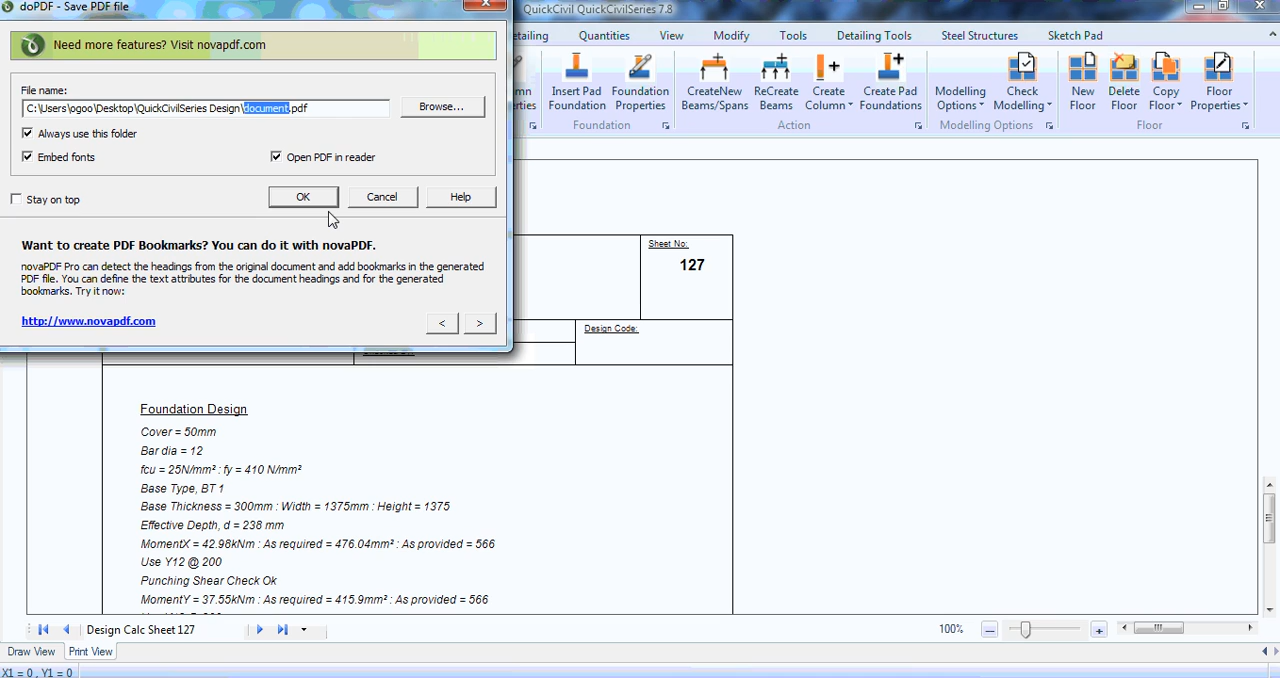 doPDF - Save PDF file
QuickCivil QuickCivilSeries 7.8
Need more features? Visit novapdf.com
etailing Quantities View Modify Tools Detailing Tools Steel Structures Sketch Pad
File name:
C:\Users\ogoo\Desktop\QuickCivilSeries Design\document.pdf
Browse...
Always use this folder
Embed fonts
Open PDF in reader
Stay on top
OK
Cancel
Help
Want to create PDF Bookmarks? You can do it with novaPDF.
novaPDF Pro can detect the headings from the original document and add bookmarks in the generated
PDF file. You can define the text attributes for the document headings and for the generated
bookmarks. Try it now:
http://www.novapdf.com
<
>
mn
erties
Insert Pad
Foundation
Foundation
Properties
Foundation
CreateNew
Beams/Spans
ReCreate
Beams
Create
Column
Create Pad
Foundations
Action
Modelling
Options
Check
Modelling
Modelling Options
New
Floor
Delete
Floor
Copy
Floor
Floor
Properties
Floor
Sheet No:
127
Design Code:
Foundation Design
Cover = 50mm
Bar dia = 12
fcu = 25N/mm² : fy = 410 N/mm²
Base Type, BT 1
Base Thickness = 300mm : Width = 1375mm : Height = 1375
Effective Depth, d = 238 mm
MomentX = 42.98kNm : As required = 476.04mm² : As provided = 566
Use Y12 @ 200
Punching Shear Check Ok
MomentY = 37.55kNm : As required = 415.9mm² : As provided = 566
Design Calc Sheet 127
100%
Draw View
Print View
X1 = 0 , Y1 = 0